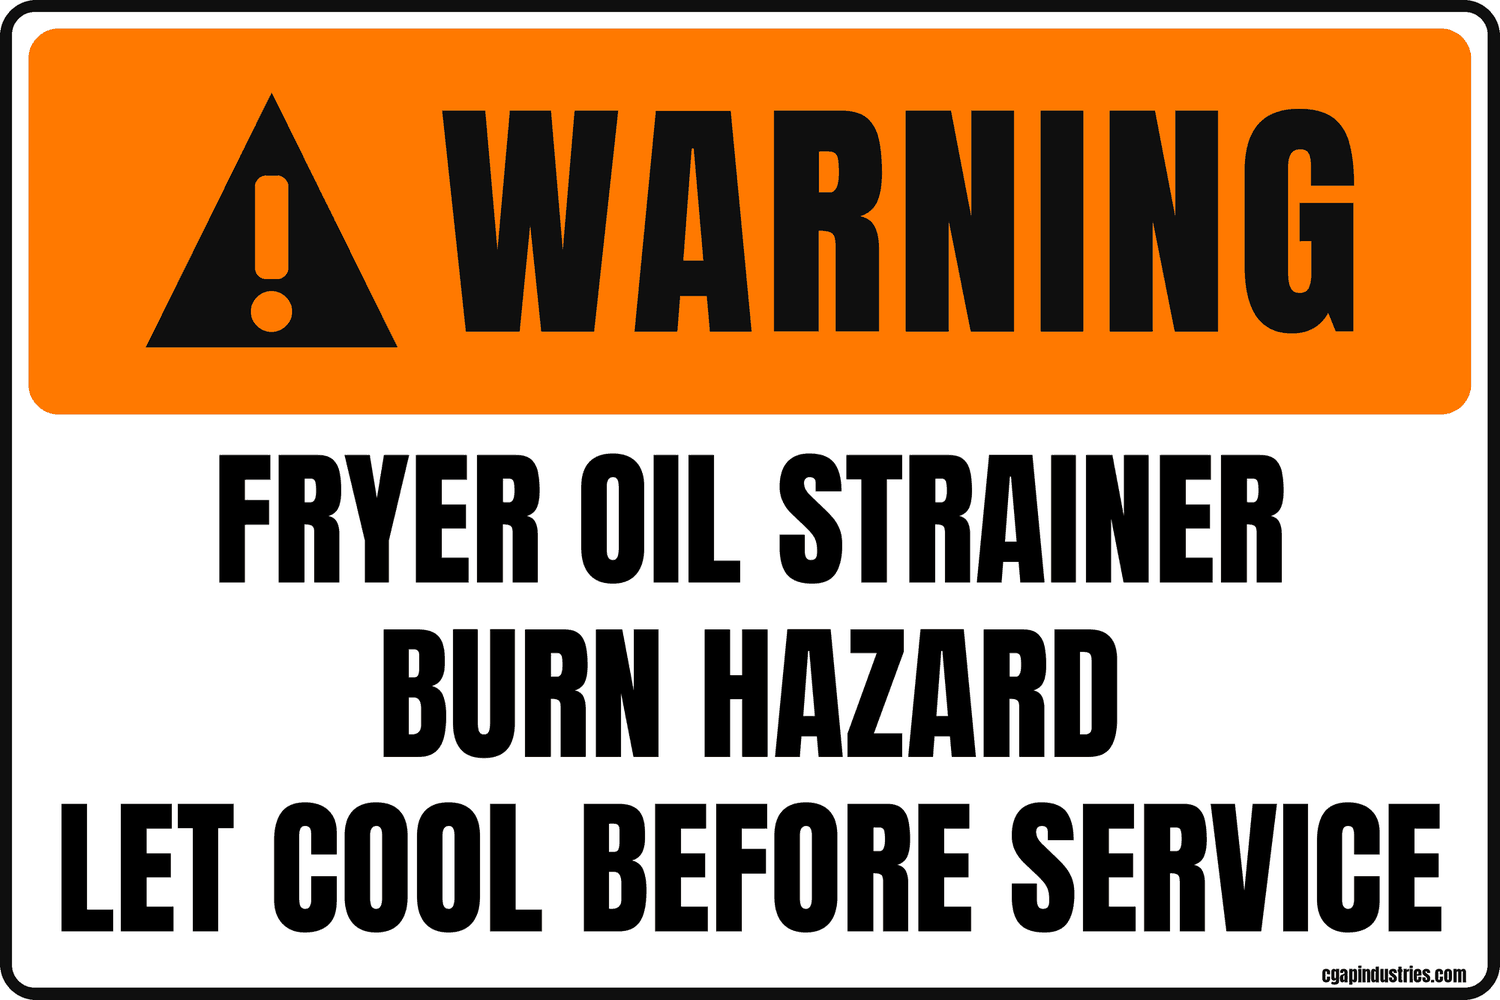 WARNING
FRYER OIL STRAINER
BURN HAZARD
LET COOL BEFORE SERVICE
cgapindustries.com